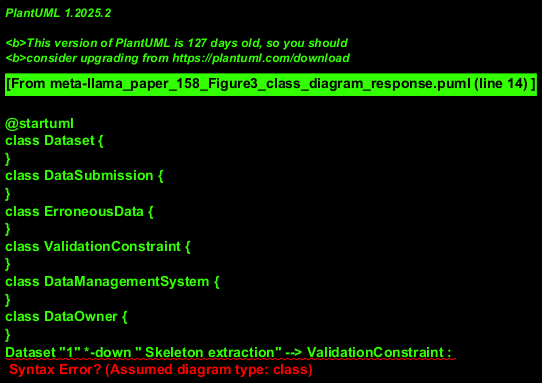 PlantUML 1.2025.2
<b>This version of PlantUML is 127 days old, so you should
<b>consider upgrading from https://plantuml.com/download
[From meta-llama_paper_158_Figure3_class_diagram_response.puml (line 14) ]
@startuml
class Dataset {
}
class DataSubmission {
}
class ErroneousData {
}
class ValidationConstraint {
}
class DataManagementSystem {
}
class DataOwner {
}
Dataset "1" *-down " Skeleton extraction" --> ValidationConstraint :
Syntax Error? (Assumed diagram type: class)